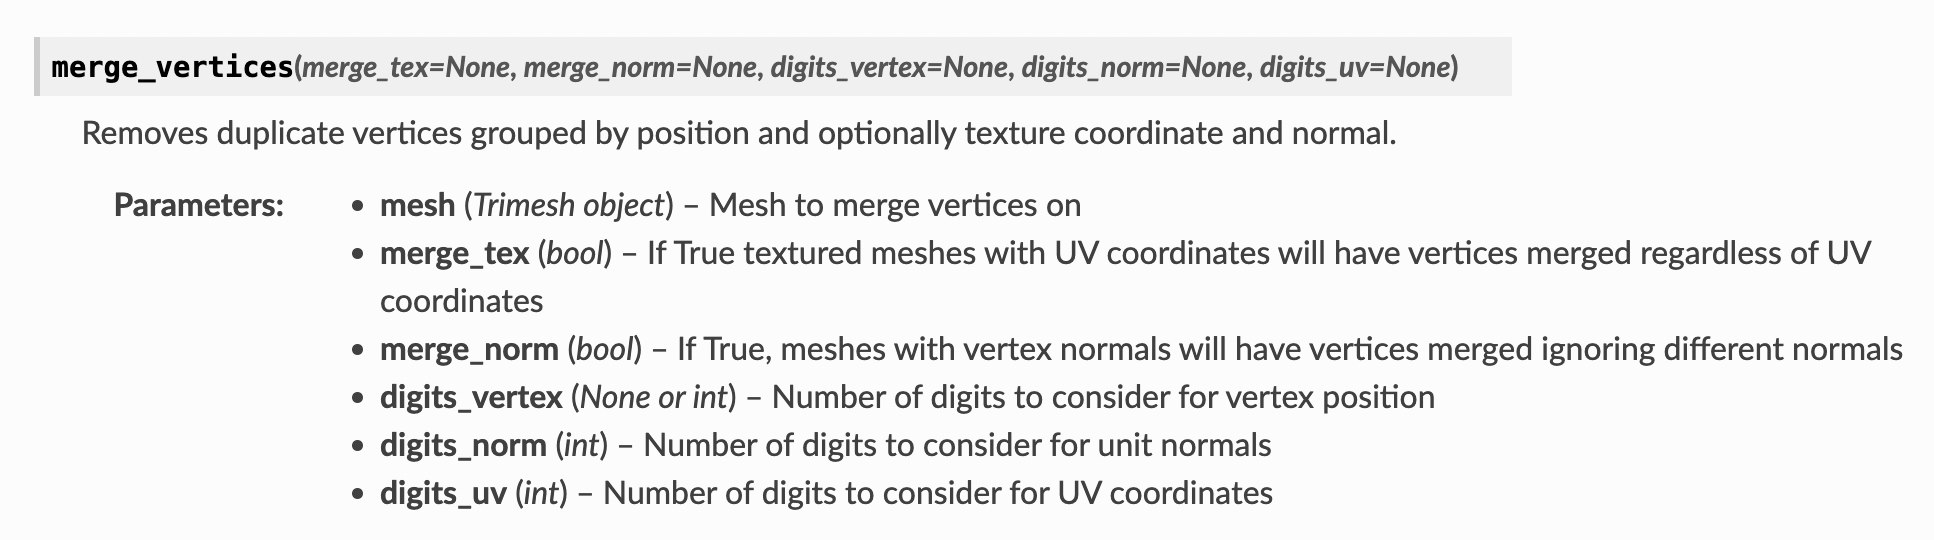 merge_vertices(merge_tex=None, merge_norm=None, digits_vertex=None, digits_norm=None, digits_uv=None)
Removes duplicate vertices grouped by position and optionally texture coordinate and normal.
Parameters:
• mesh (Trimesh object) – Mesh to merge vertices on
• merge_tex (bool) – If True textured meshes with UV coordinates will have vertices merged regardless of UV
coordinates
• merge_norm (bool) – If True, meshes with vertex normals will have vertices merged ignoring different normals
• digits_vertex (None or int) – Number of digits to consider for vertex position
• digits_norm (int) – Number of digits to consider for unit normals
• digits_uv (int) – Number of digits to consider for UV coordinates